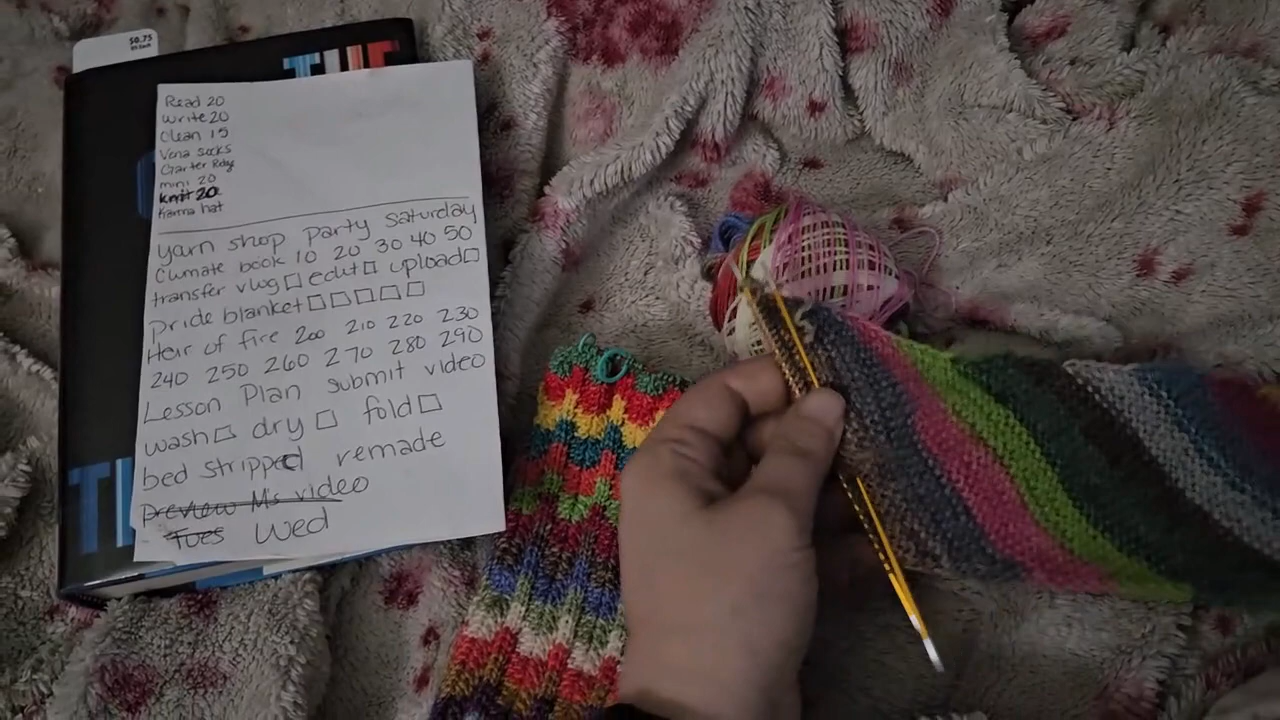 $0.75
Read 20
Write 20
Clean 15
Vena Socks
Garter Rdg
mini 20
knit 20
Karma hat
yarn shop party Saturday
Climate book 10 20 30 40 50
transfer vlog □ edit □ upload □
pride blanket □ □ □ □ □
Heir of fire 200 210 220 230
240 250 260 270 280 290
Lesson Plan submit video
wash □ dry □ fold □
bed stripped remade
preview Ms video
Tues Wed